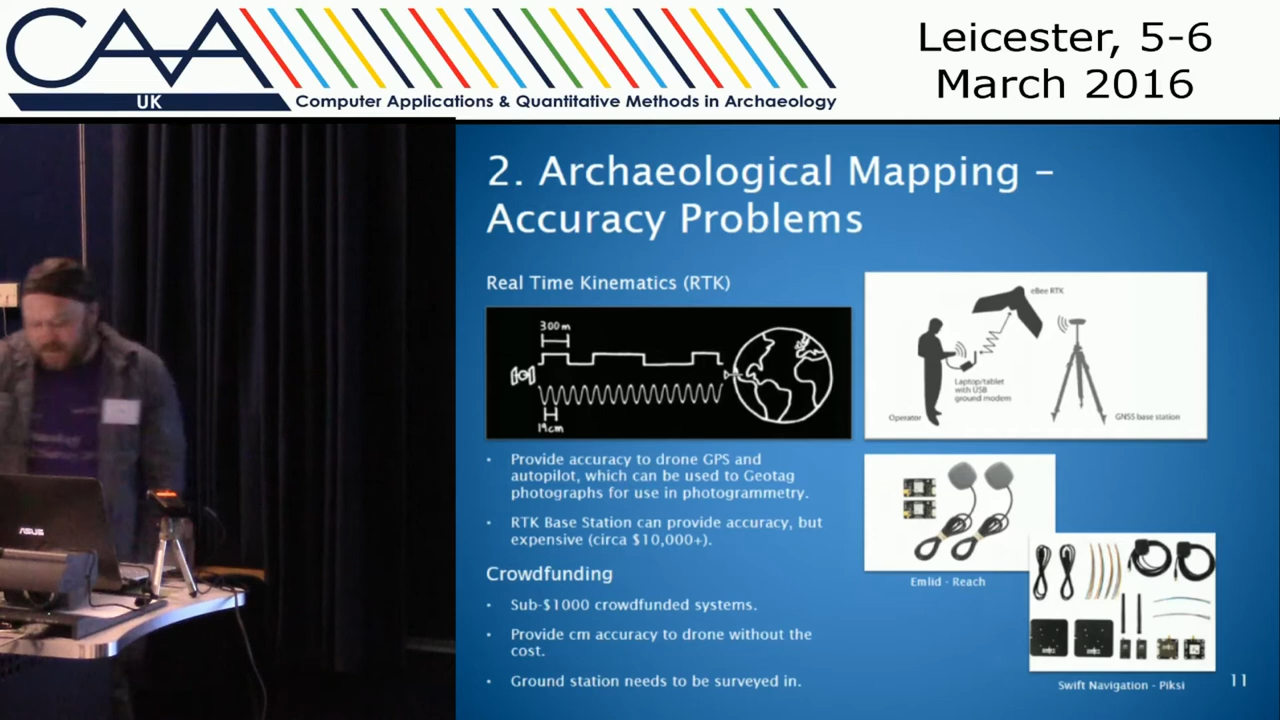 CAA
UK
Computer Applications & Quantitative Methods in Archaeology
Leicester, 5-6
March 2016
2. Archaeological Mapping –
Accuracy Problems
Real Time Kinematics (RTK)
300m
19cm
• Provide accuracy to drone GPS and
autopilot, which can be used to Geotag
photographs for use in photogrammetry.
• RTK Base Station can provide accuracy, but
expensive (circa $10,000+).
Crowdfunding
• Sub-$1000 crowdfunded systems.
• Provide cm accuracy to drone without the
cost.
• Ground station needs to be surveyed in.
eBee RTK
Laptop/tablet
with USB
ground modem
Operator
GNSS base station
Emlid - Reach
Swift Navigation - Piksi
11
ASUS